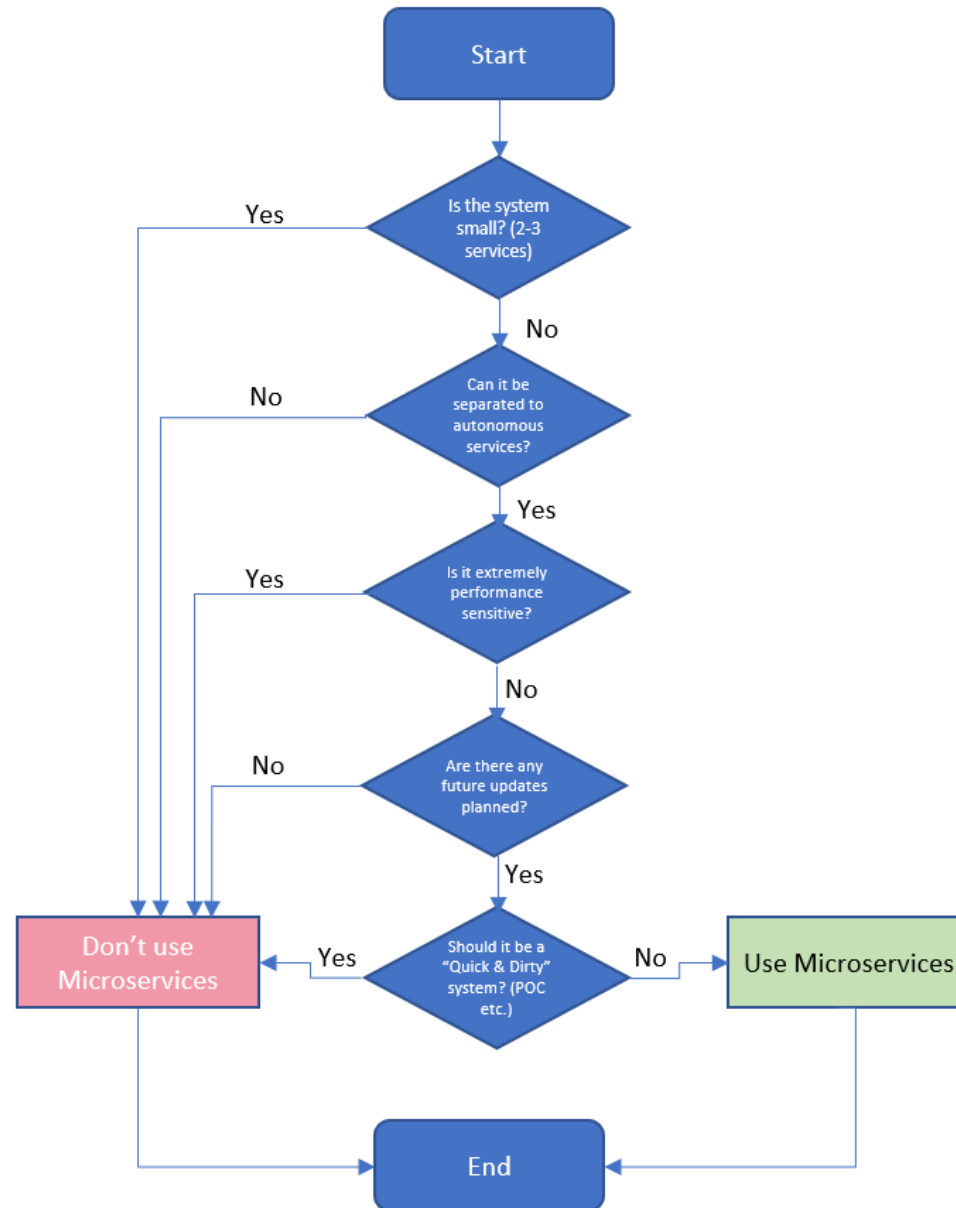 Start
Is the system
small? (2-3
services)
Yes
No
Can it be
separated to
autonomous
services?
No
Yes
Is it extremely
performance
sensitive?
Yes
No
Are there any
future updates
planned?
No
Yes
Don’t use
Microservices
Yes
Should it be a
“Quick & Dirty”
system? (POC
etc.)
No
Use Microservices
End